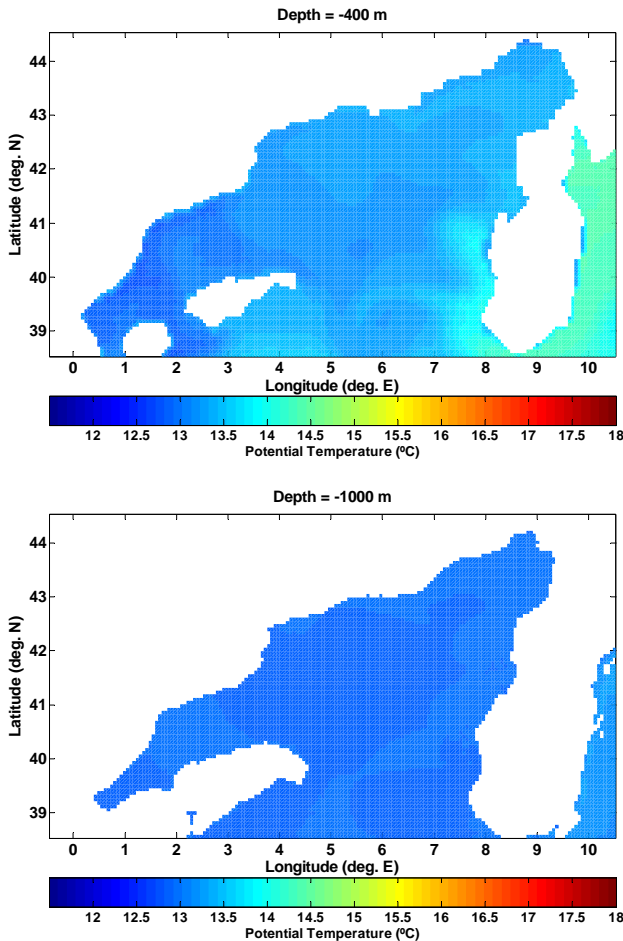 Depth = -400 m
44
43
42
41
40
39
Latitude (deg. N)
0 1 2 3 4 5 6 7 8 9 10
Longitude (deg. E)
12 12.5 13 13.5 14 14.5 15 15.5 16 16.5 17 17.5 18
Potential Temperature (ºC)
Depth = -1000 m
44
43
42
41
40
39
Latitude (deg. N)
0 1 2 3 4 5 6 7 8 9 10
Longitude (deg. E)
12 12.5 13 13.5 14 14.5 15 15.5 16 16.5 17 17.5 18
Potential Temperature (ºC)